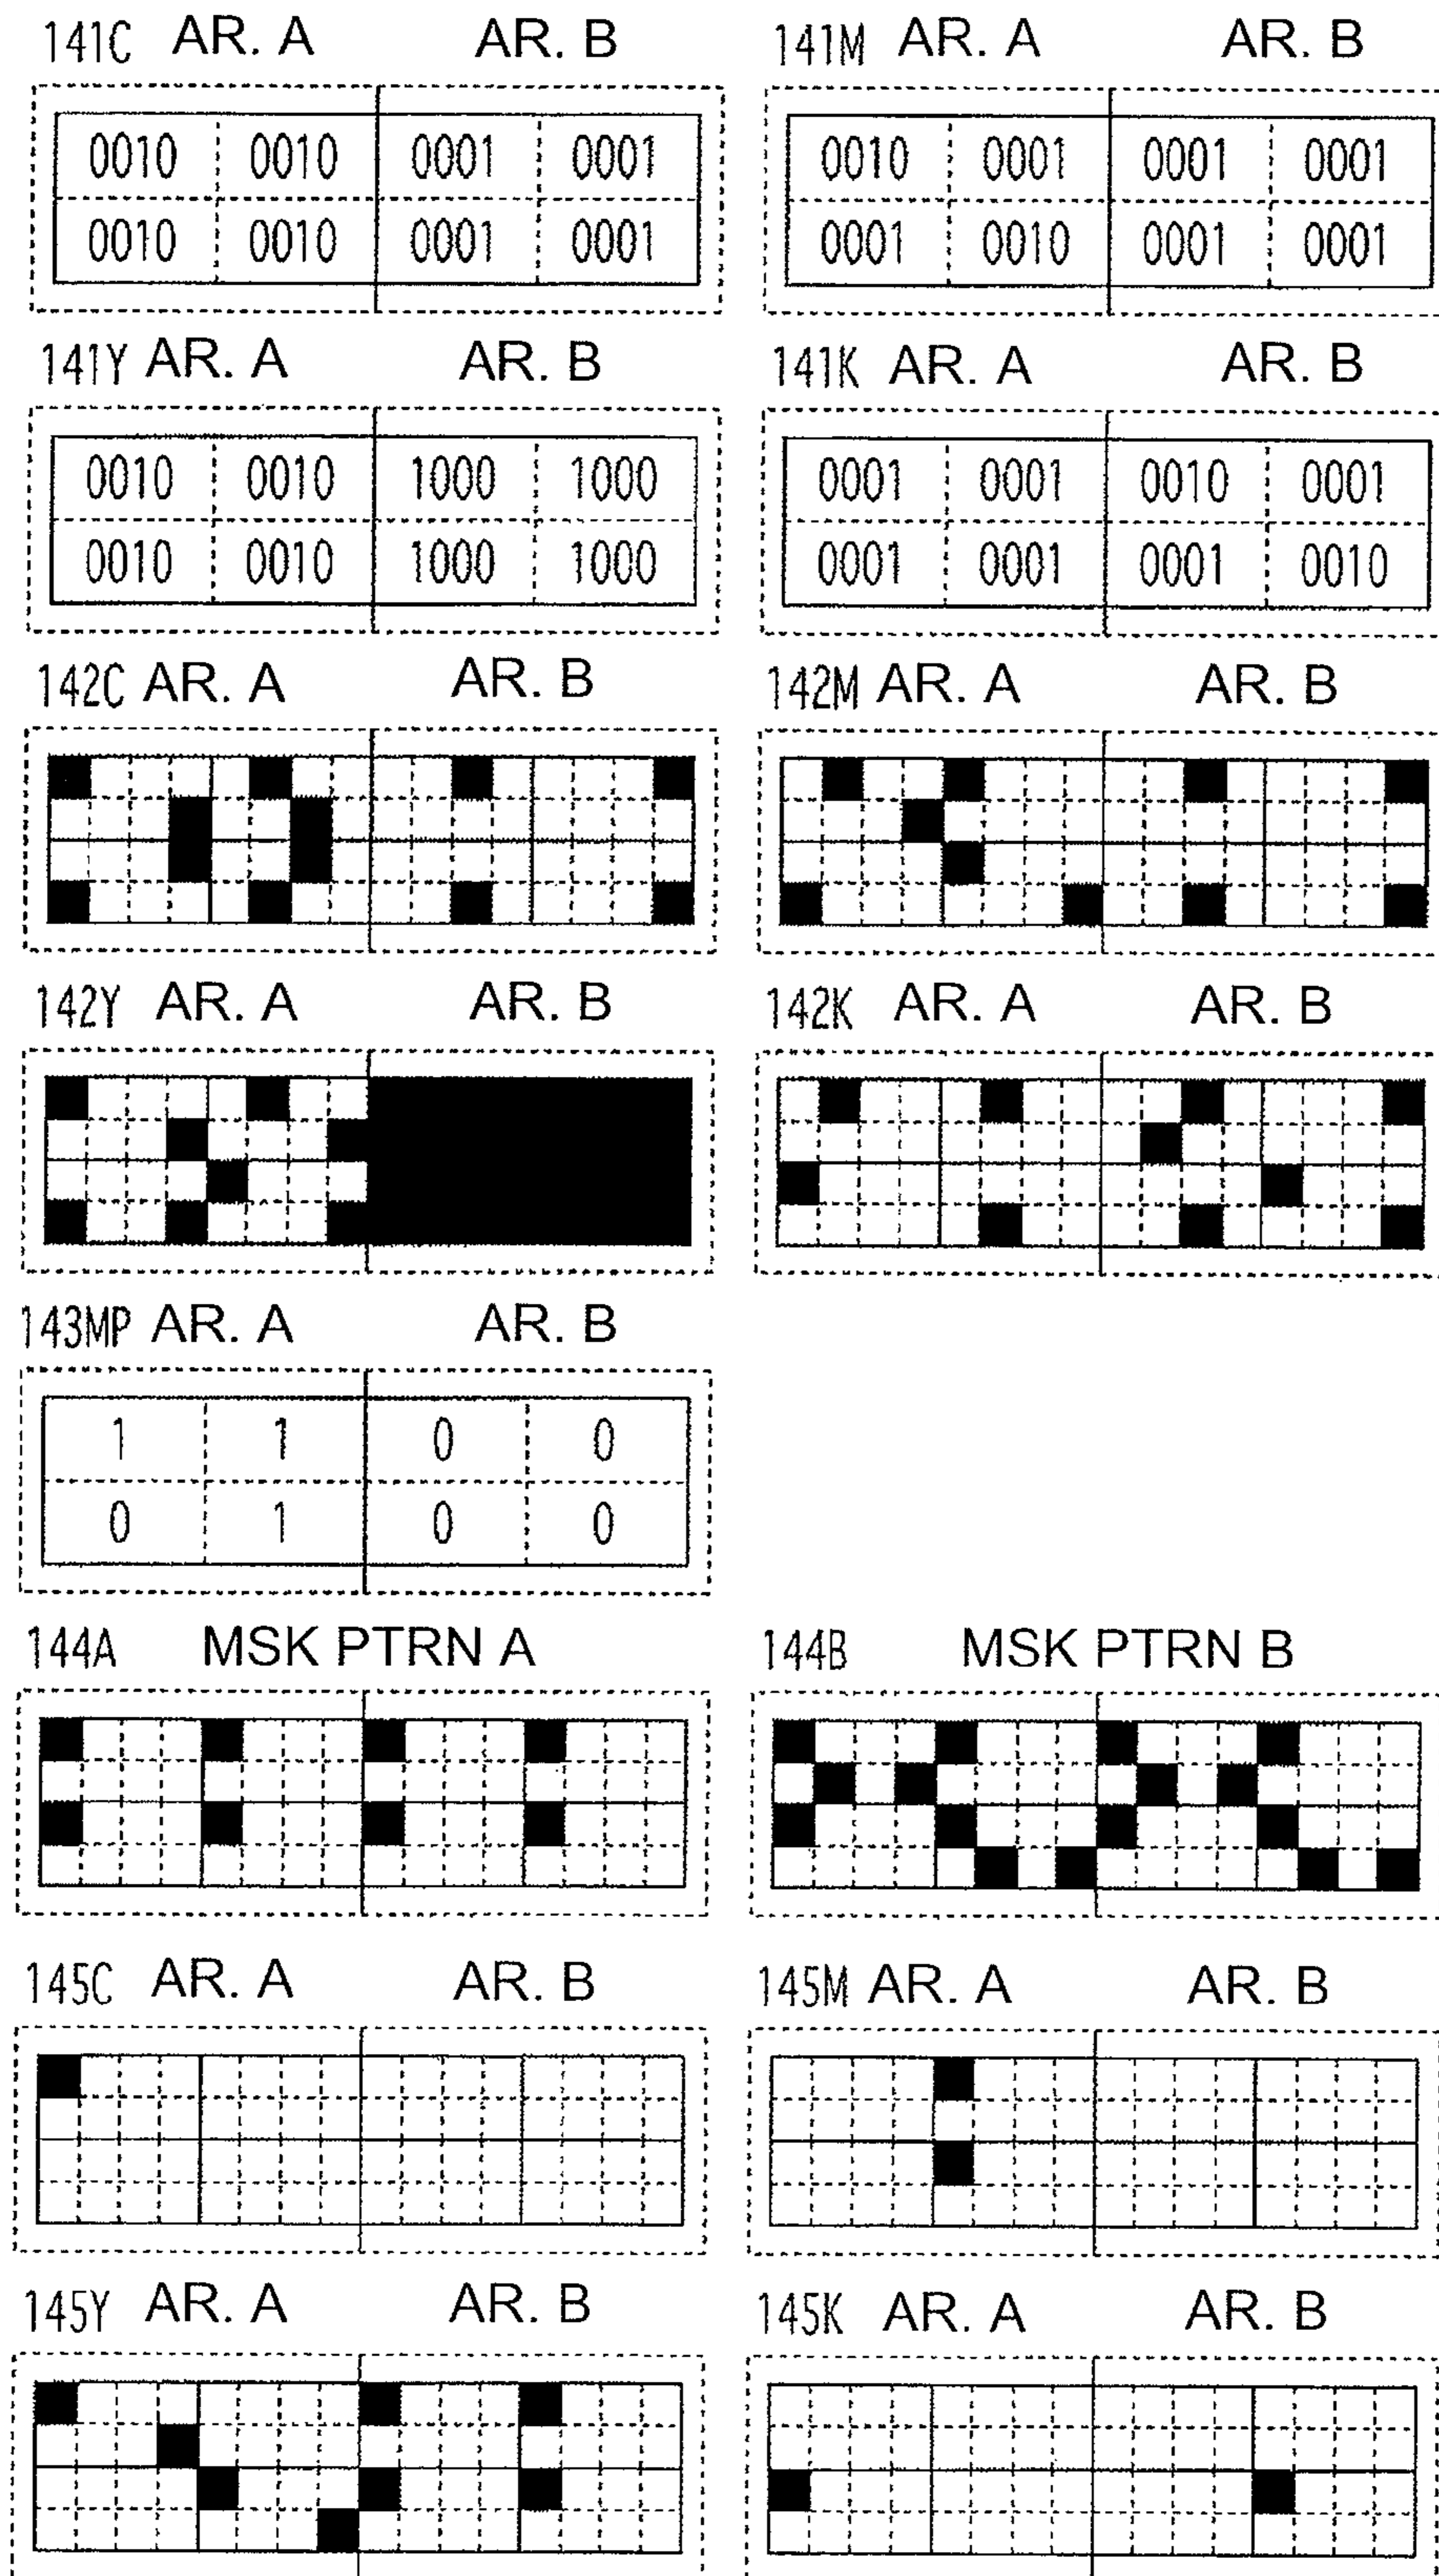 141C AR. A AR. B 141M AR. A AR. B
0010 0010 0001 0001 0010 0001 0001 0001
0010 0010 0001 0001 0001 0010 0001 0001
141Y AR. A AR. B 141K AR. A AR. B
0010 0010 1000 1000 0001 0001 0010 0001
0010 0010 1000 1000 0001 0001 0001 0010
142C AR. A AR. B 142M AR. A AR. B
142Y AR. A AR. B 142K AR. A AR. B
143MP AR. A AR. B
1 1 0 0
0 1 0 0
144A MSK PTRN A 144B MSK PTRN B
145C AR. A AR. B 145M AR. A AR. B
145Y AR. A AR. B 145K AR. A AR. B